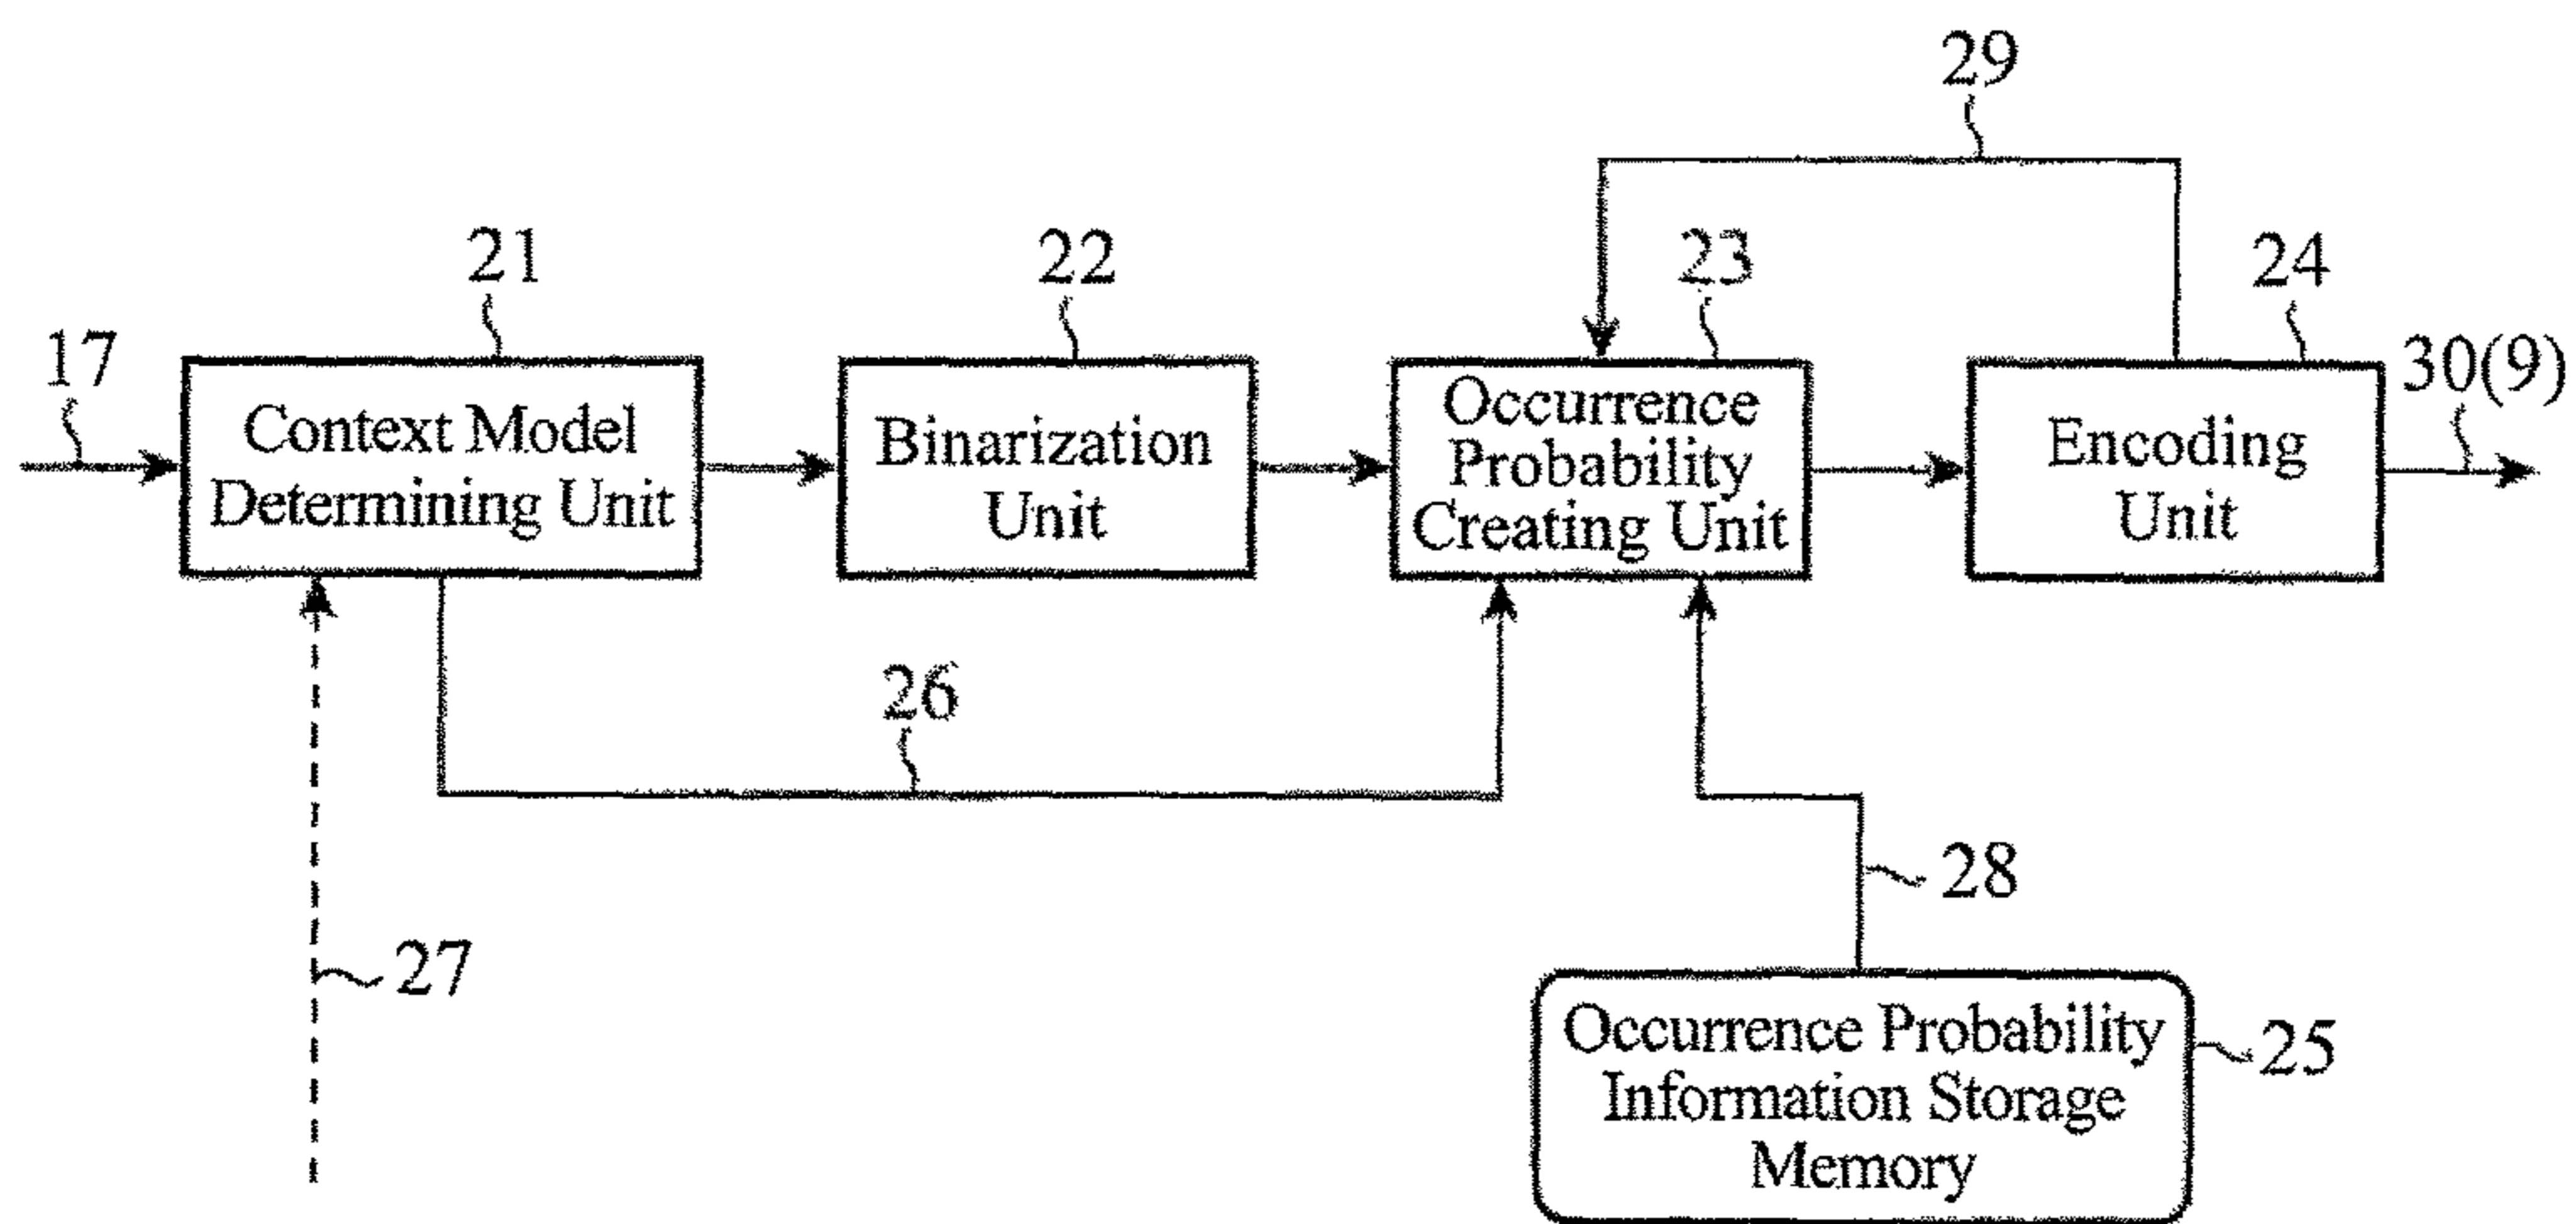 29
21
22
23
24
17
30(9)
Context Model
Determining Unit
Binarization
Unit
Occurrence
Probability
Creating Unit
Encoding
Unit
26
28
27
Occurrence Probability
Information Storage
Memory
25